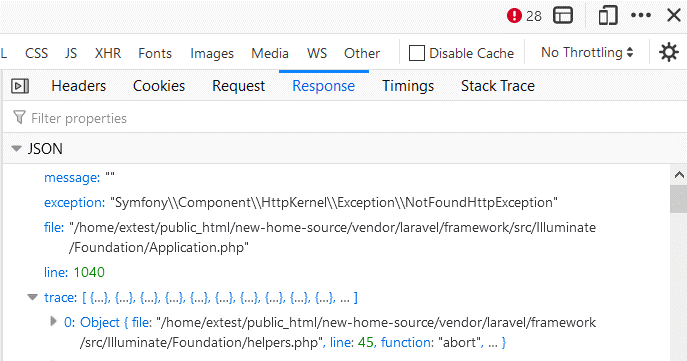 28
L CSS JS XHR Fonts Images Media WS Other Disable Cache No Throttling
Headers Cookies Request Response Timings Stack Trace
Filter properties
JSON
message: ""
exception: "Symfony\\Component\\HttpKernel\\Exception\\NotFoundHttpException"
file: "/home/extest/public_html/new-home-source/vendor/laravel/framework/src/Illuminate
/Foundation/Application.php"
line: 1040
trace: [ {…}, {…}, {…}, {…}, {…}, {…}, {…}, {…}, {…}, {…}, … ]
0: Object { file: "/home/extest/public_html/new-home-source/vendor/laravel/framework
/src/Illuminate/Foundation/helpers.php", line: 45, function: "abort", … }